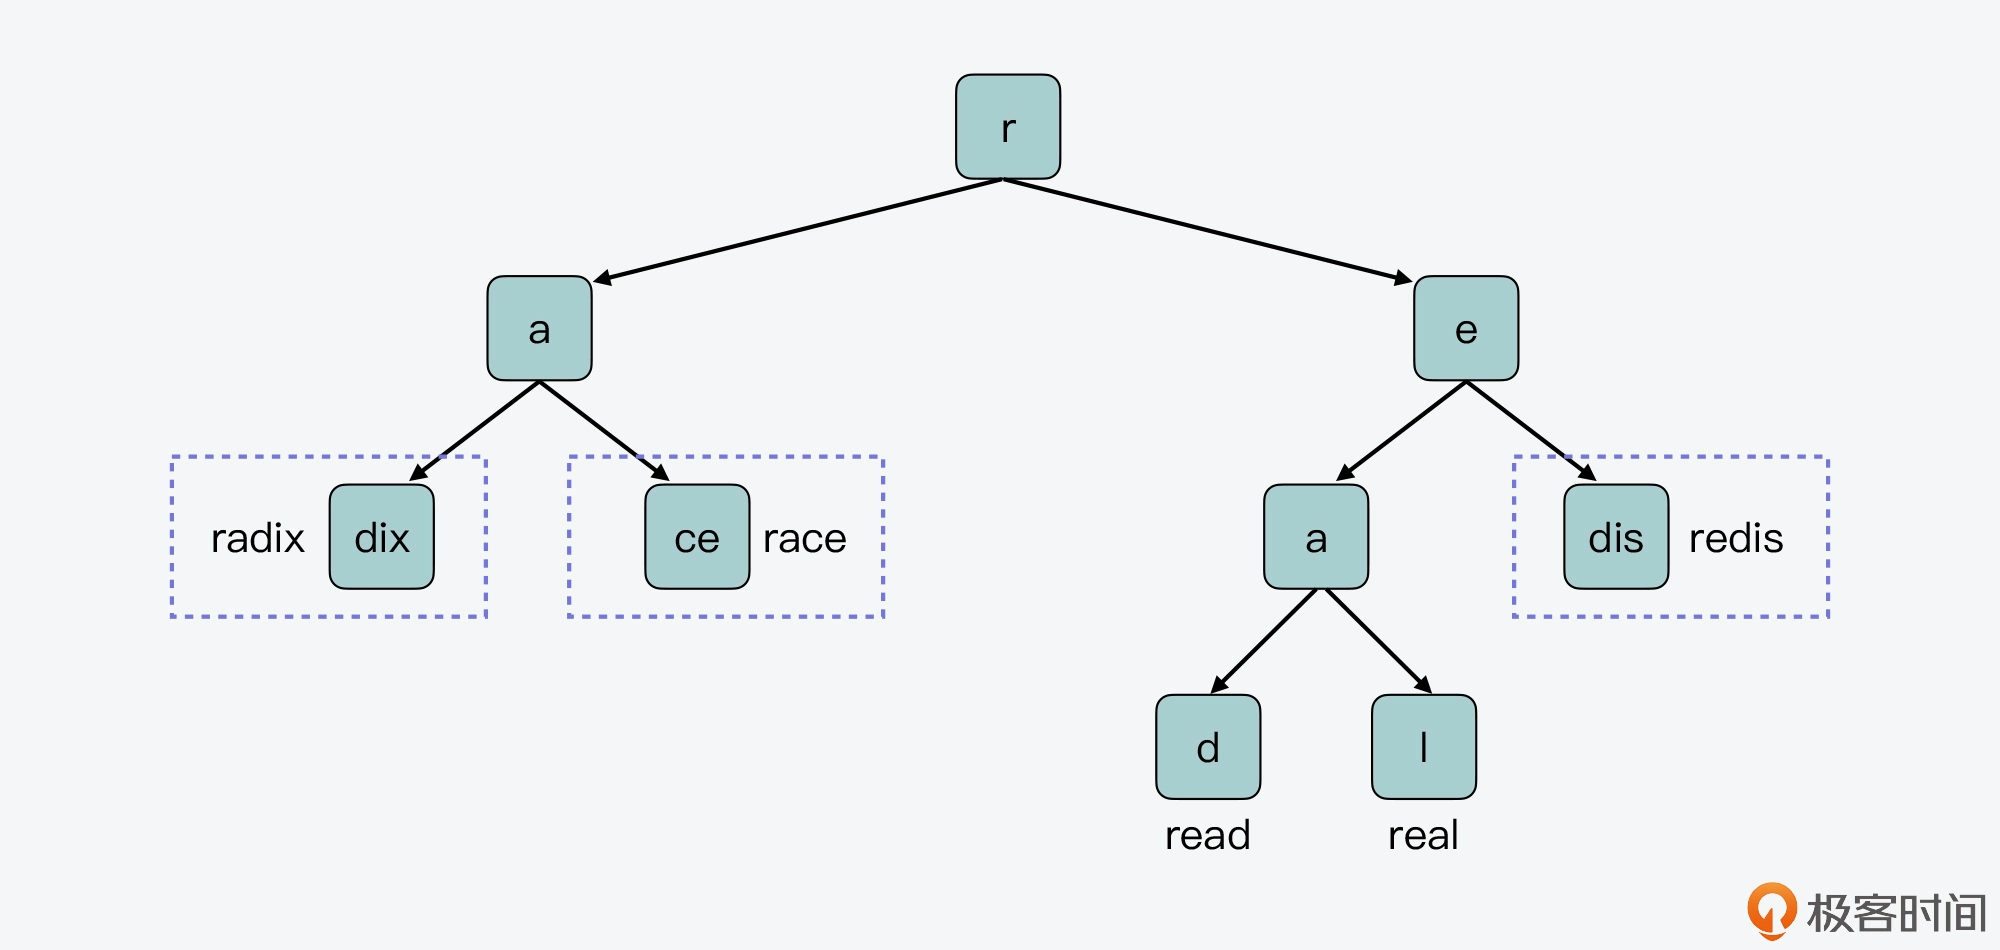 r
a
e
radix
dix
ce
race
a
dis
redis
d
l
read
real
极客时间